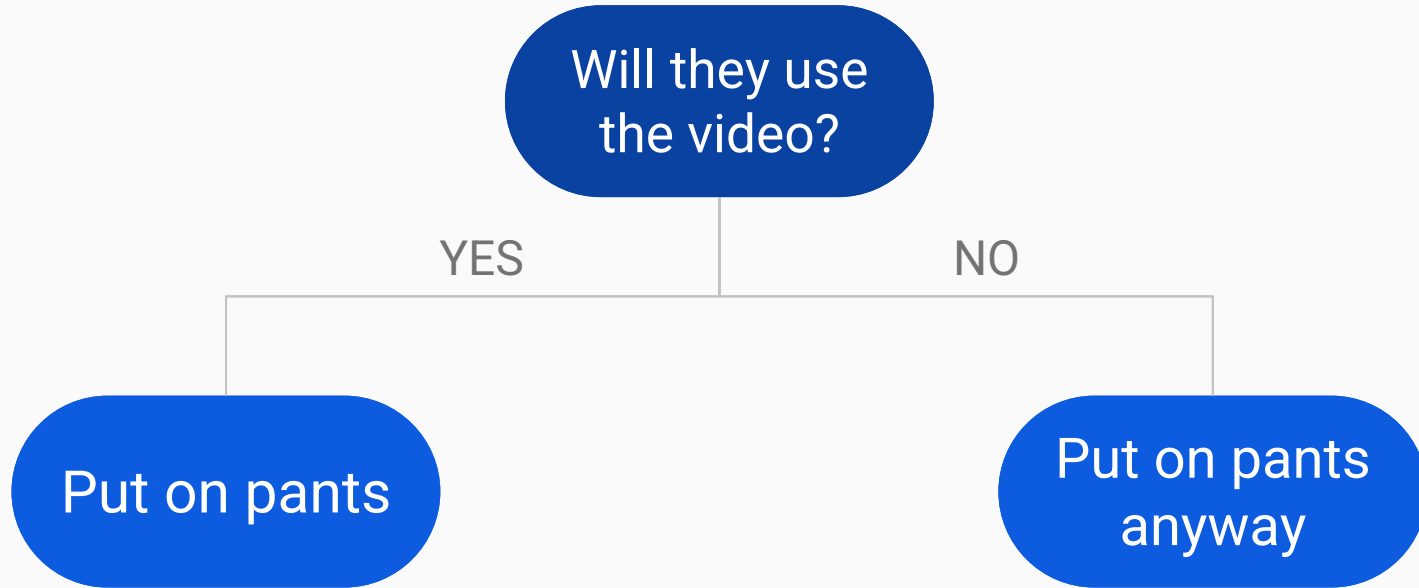 Will they use
the video?
YES
NO
Put on pants
Put on pants
anyway